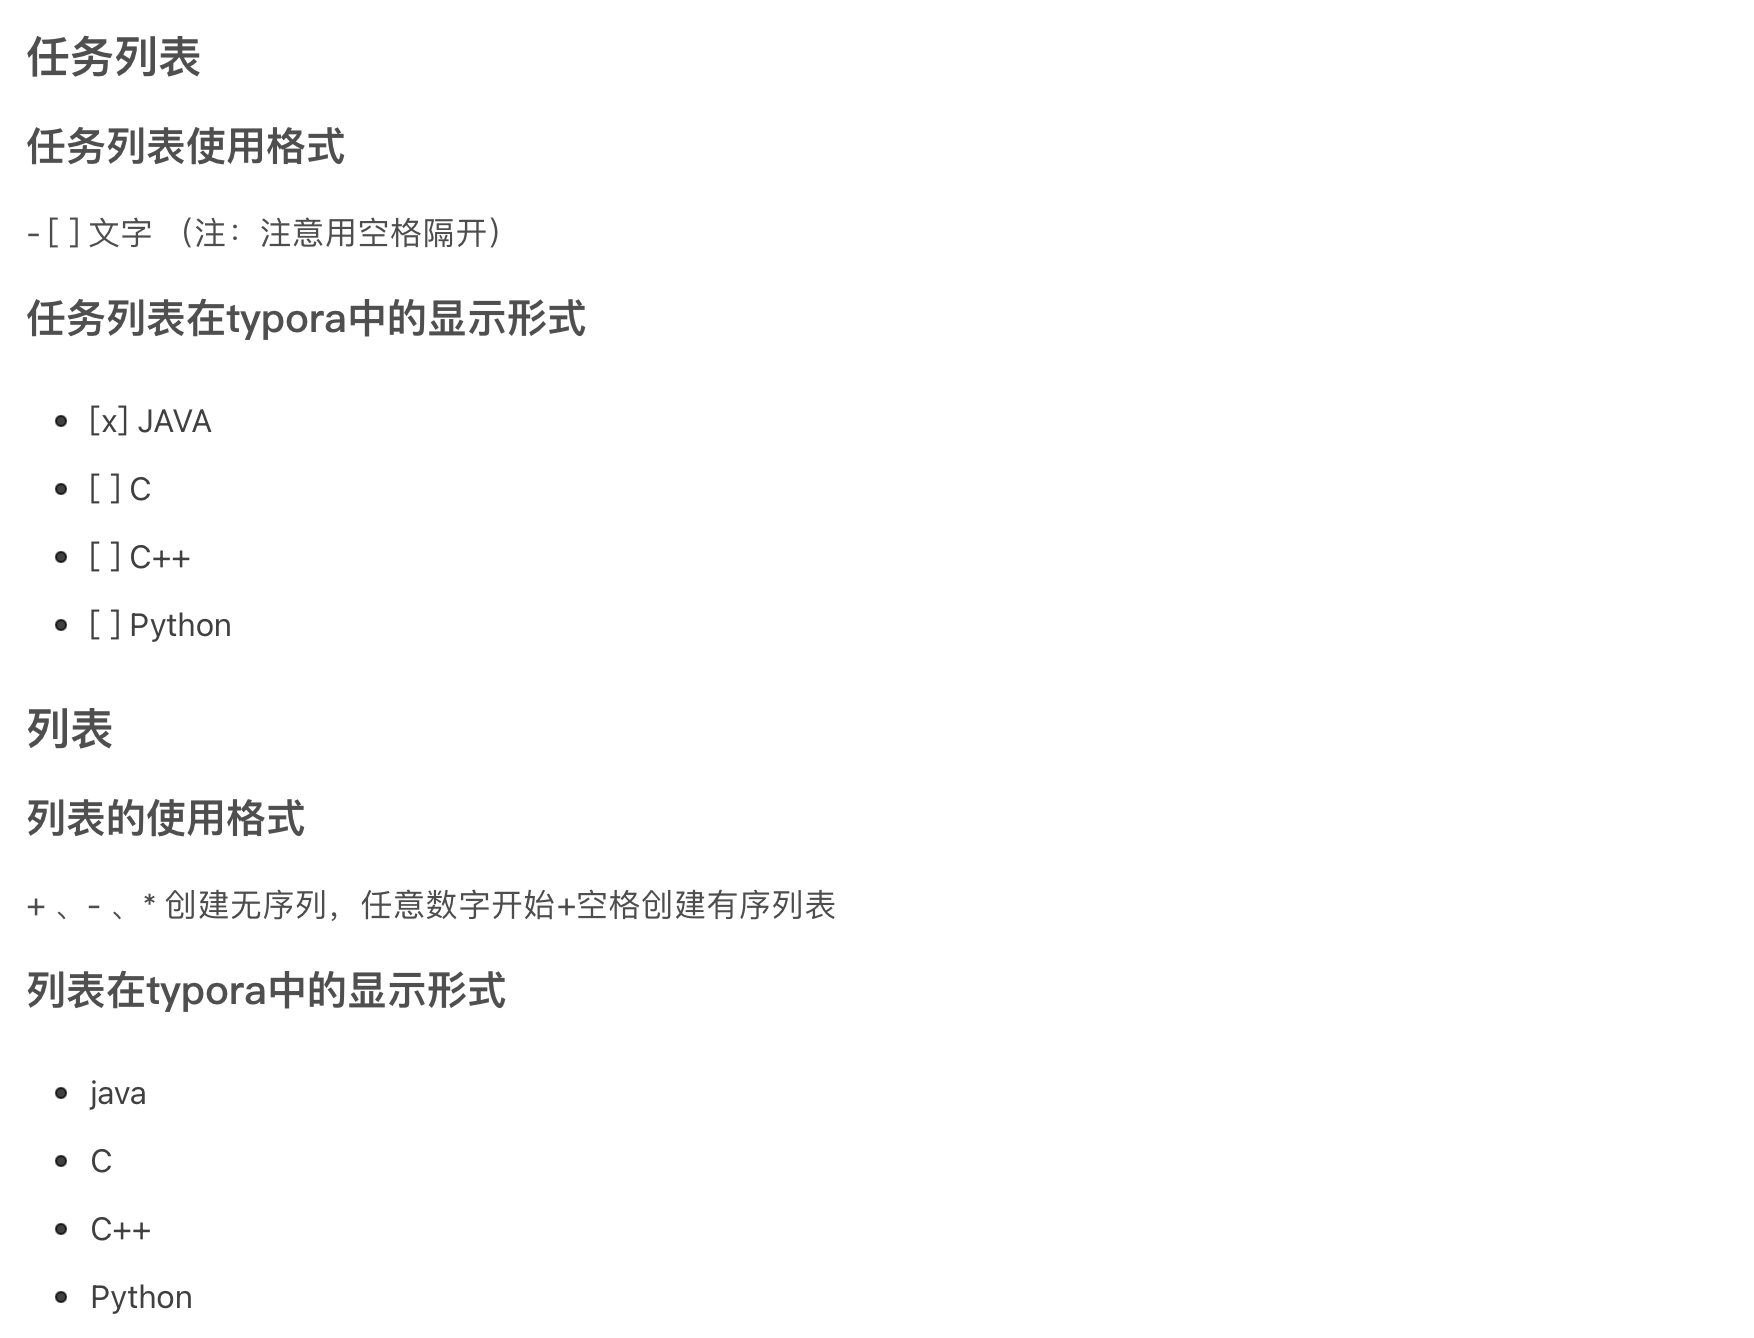 任务列表
任务列表使用格式
- [ ] 文字 （注：注意用空格隔开）
任务列表在typora中的显示形式
• [x] JAVA
• [ ] C
• [ ] C++
• [ ] Python
列表
列表的使用格式
+ 、- 、* 创建无序列，任意数字开始+空格创建有序列表
列表在typora中的显示形式
• java
• C
• C++
• Python